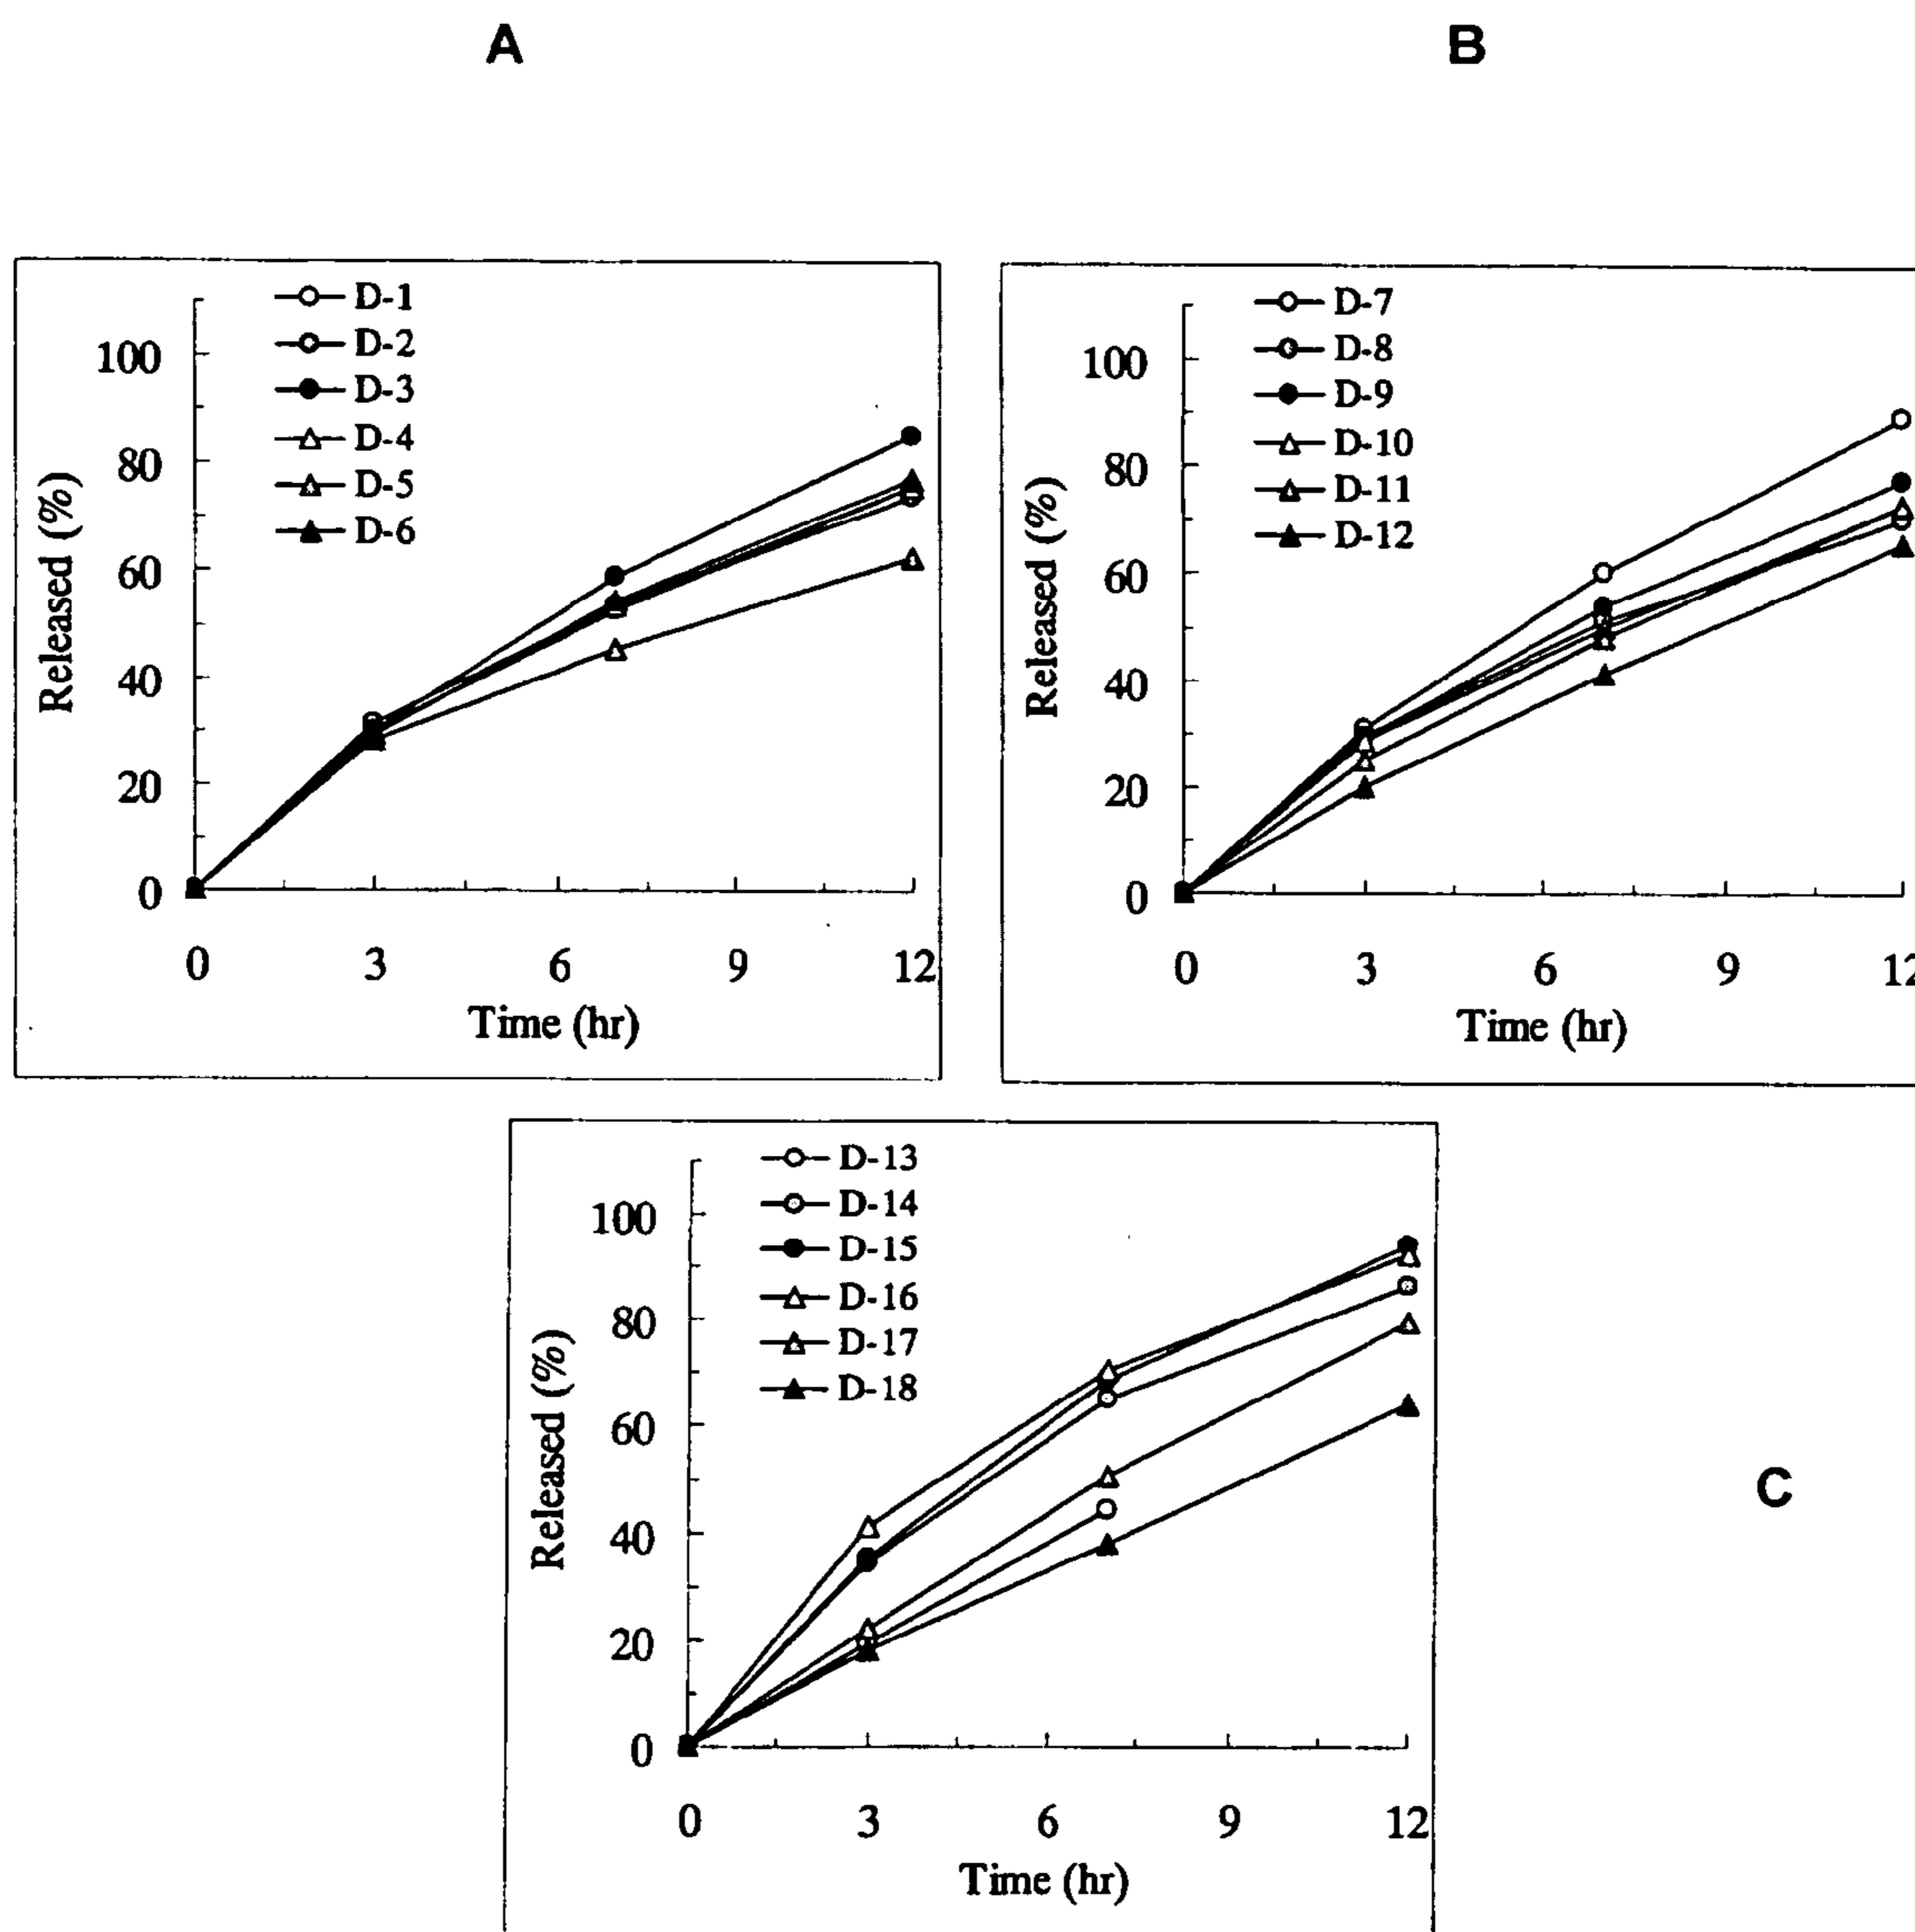 A
B
D-1
D-2
D-3
D-4
D-5
D-6
100
80
60
40
20
0
Released (%)
0 3 6 9 12
Time (hr)
D-7
D-8
D-9
D-10
D-11
D-12
100
80
60
40
20
0
Released (%)
0 3 6 9 12
Time (hr)
D-13
D-14
D-15
D-16
D-17
D-18
100
80
60
40
20
0
Released (%)
0 3 6 9 12
Time (hr)
C